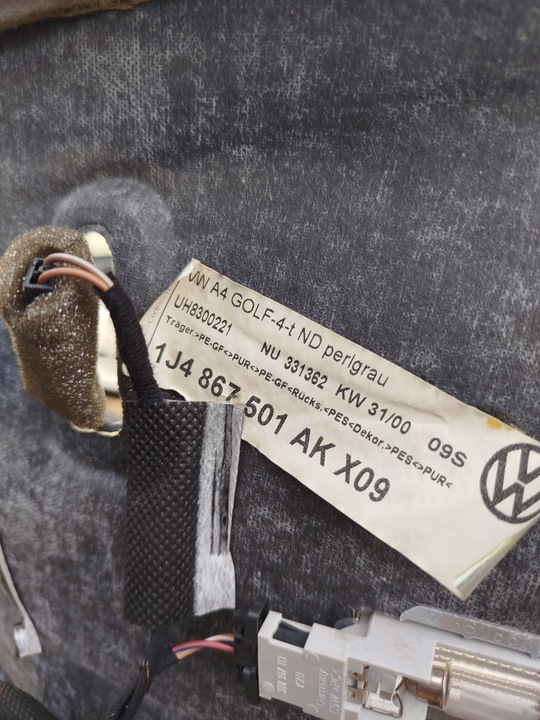 VW A4 GOLF-4-t ND perlgrau
UH8300221 NU 331362 KW 31/00 09S
Träger.>PE-GF<>PUR<>PE-GF<Rücks.<PES<Dekor.>PES<>PUR<
1J4 867 501 AK X09
Germany